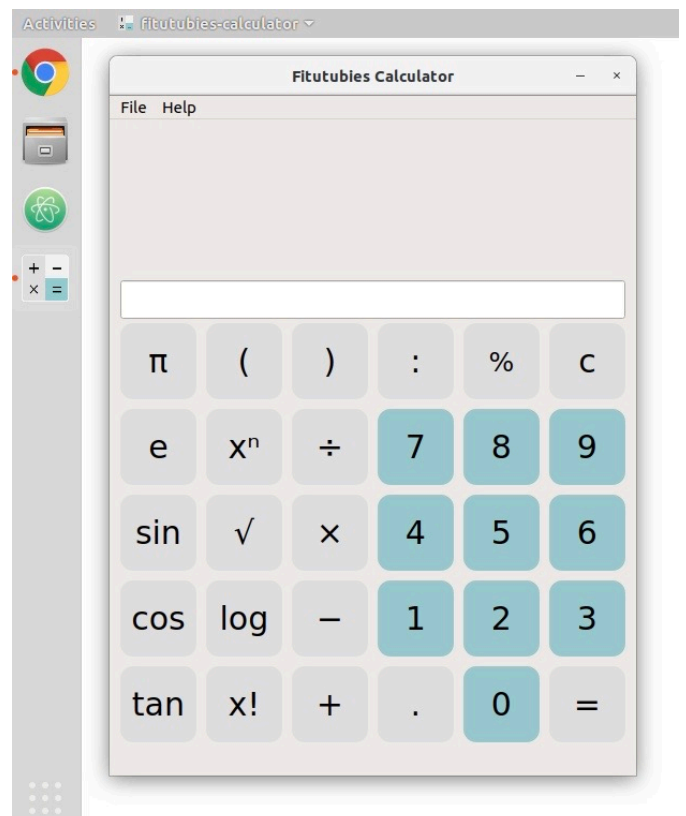 Activities fitutubies-calculator
Fitutubies Calculator
File Help
π ( ) : % C
e xⁿ ÷ 7 8 9
sin √ × 4 5 6
cos log − 1 2 3
tan x! + . 0 =